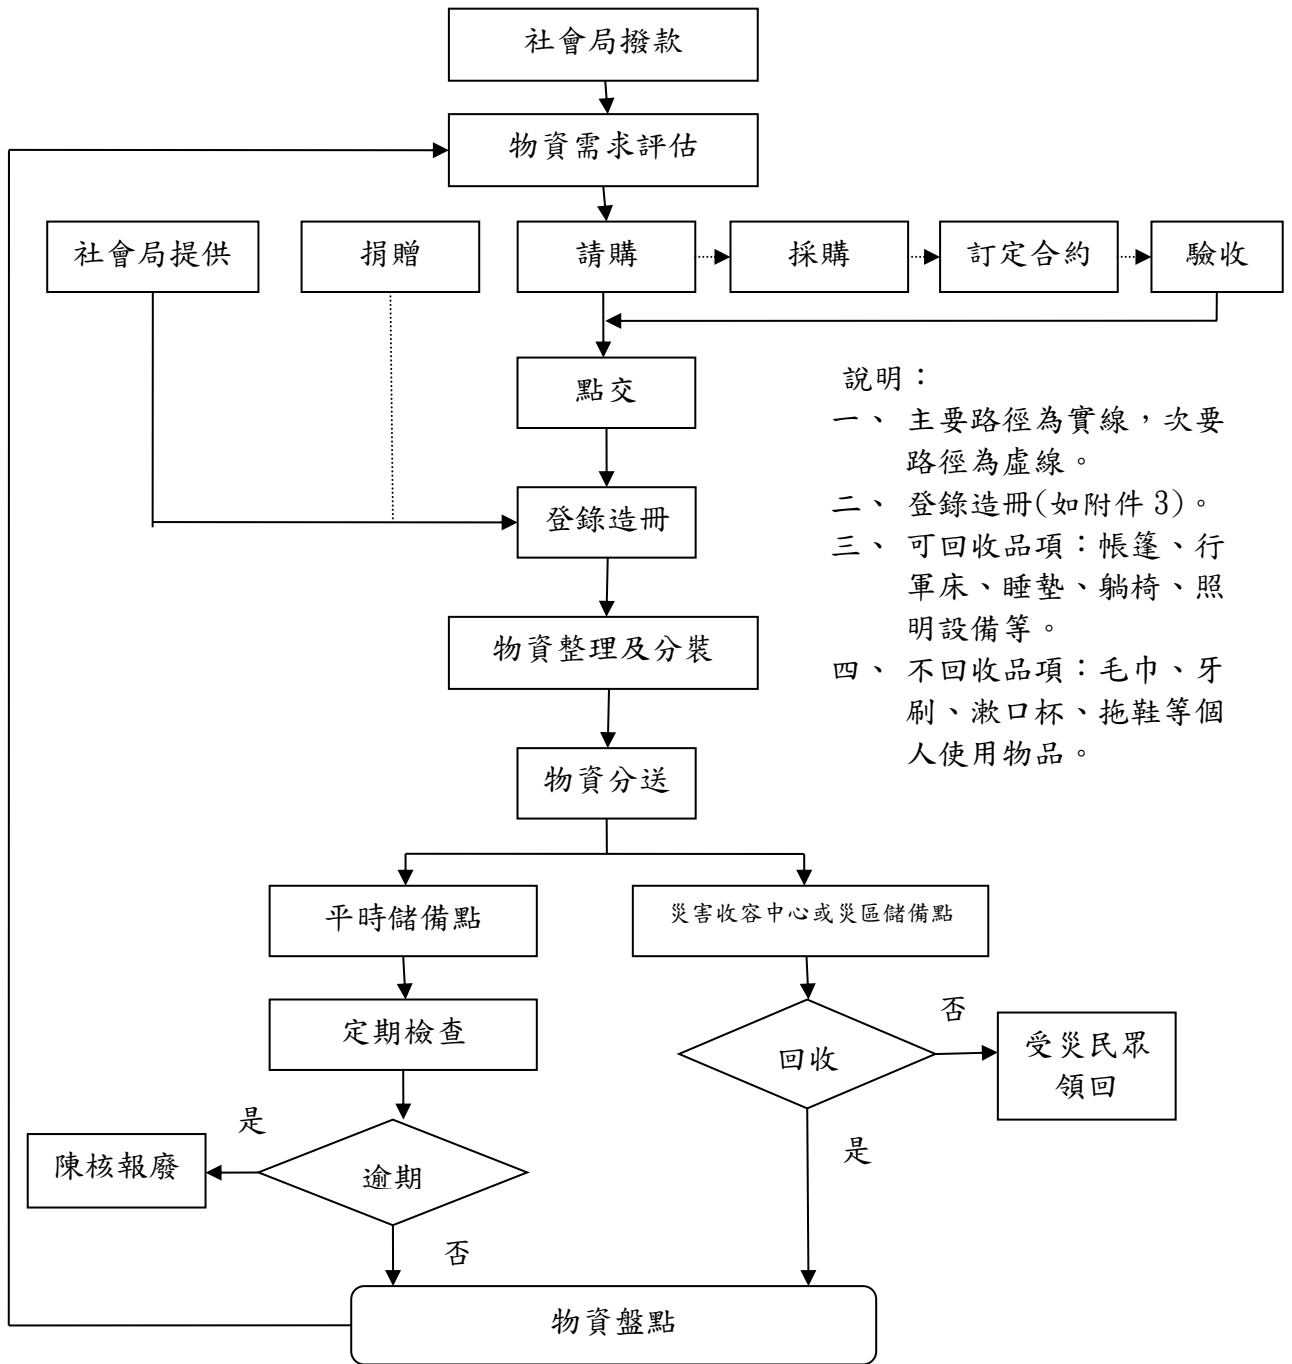 社會局撥款
物資需求評估
社會局提供
捐贈
請購
採購
訂定合約
驗收
點交
登錄造冊
物資整理及分裝
物資分送
說明：
一、 主要路徑為實線，次要
路徑為虛線。
二、 登錄造冊(如附件 3)。
三、 可回收品項：帳篷、行
軍床、睡墊、躺椅、照
明設備等。
四、 不回收品項：毛巾、牙
刷、漱口杯、拖鞋等個
人使用物品。
平時儲備點
災害收容中心或災區儲備點
定期檢查
回收
否
受災民眾
領回
是
逾期
是
陳核報廢
否
物資盤點